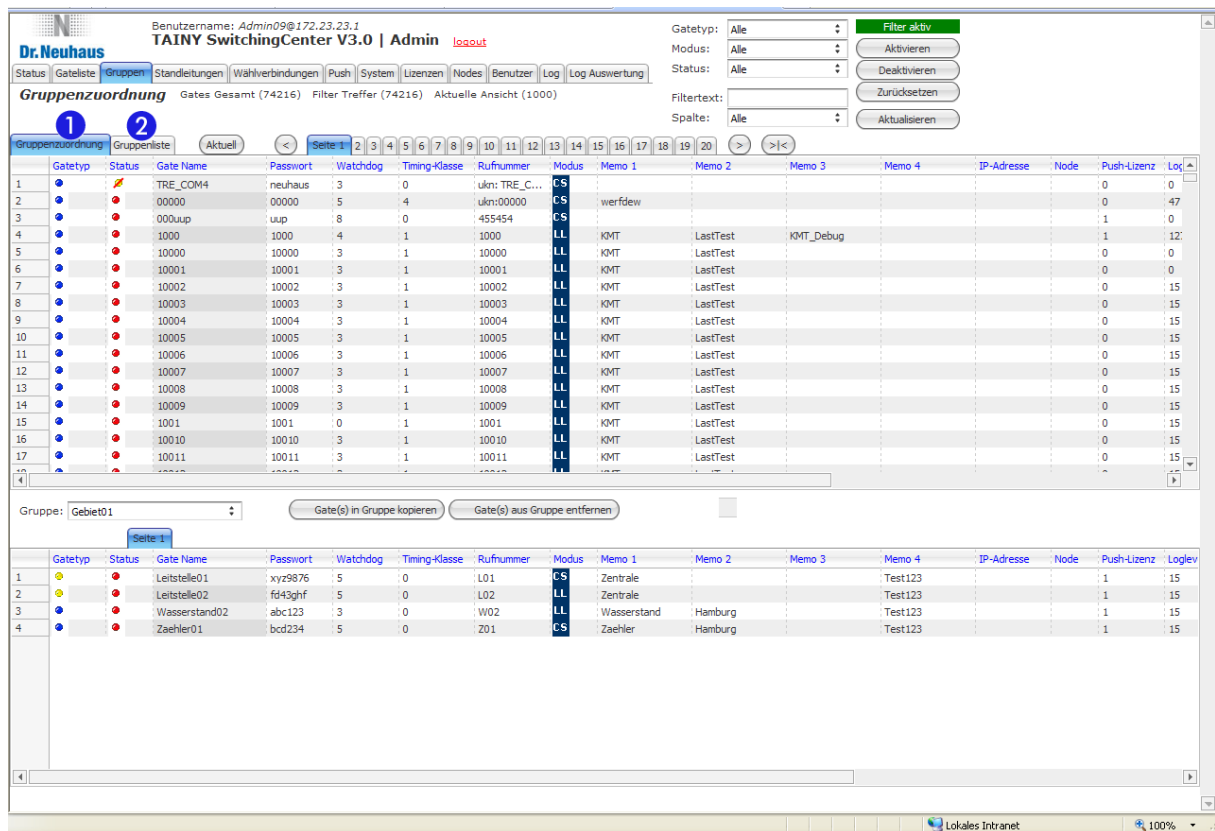 N
Dr.Neuhaus
Benutzername: Admin09@172.23.23.1
TAINY SwitchingCenter V3.0 | Admin logout
Gatetyp: Alle Filter aktiv
Modus: Alle Aktivieren
Status: Alle Deaktivieren
Zurücksetzen
Filtertext:
Spalte: Alle Aktualisieren
Status Gateliste Gruppen Standleitungen Wählverbindungen Push System Lizenzen Nodes Benutzer Log Log Auswertung
Gruppenzuordnung Gates Gesamt (74216) Filter Treffer (74216) Aktuelle Ansicht (1000)
1 2
Gruppenzuordnung Gruppenliste Aktuell < Seite 1 2 3 4 5 6 7 8 9 10 11 12 13 14 15 16 17 18 19 20 > >|<
Gatetyp Status Gate Name Passwort Watchdog Timing-Klasse Rufnummer Modus Memo 1 Memo 2 Memo 3 Memo 4 IP-Adresse Push-Lizenz Log
1 TRE_COM4 neuhaus 3 0 ukn: TRE_C... CS 0 0
2 00000 00000 5 4 ukn:00000 CS werfdew 0 47
3 000uup uup 8 0 455454 CS 1 0
4 1000 1000 4 1 1000 LL KMT LastTest KMT_Debug 1 12
5 10000 10000 3 1 10000 LL KMT LastTest 0 0
6 10001 10001 3 1 10001 LL KMT LastTest 0 0
7 10002 10002 3 1 10002 LL KMT LastTest 0 15
8 10003 10003 3 1 10003 LL KMT LastTest 0 15
9 10004 10004 3 1 10004 LL KMT LastTest 0 15
10 10005 10005 3 1 10005 LL KMT LastTest 0 15
11 10006 10006 3 1 10006 LL KMT LastTest 0 15
12 10007 10007 3 1 10007 LL KMT LastTest 0 15
13 10008 10008 3 1 10008 LL KMT LastTest 0 15
14 10009 10009 3 1 10009 LL KMT LastTest 0 15
15 1001 1001 0 1 1001 LL KMT LastTest 0 15
16 10010 10010 3 1 10010 LL KMT LastTest 0 15
17 10011 10011 3 1 10011 LL KMT LastTest 0 15
Gruppe: Gebiet01 Gate(s) in Gruppe kopieren Gate(s) aus Gruppe entfernen
Seite 1
Gatetyp Status Gate Name Passwort Watchdog Timing-Klasse Rufnummer Modus Memo 1 Memo 2 Memo 3 Memo 4 IP-Adresse Node Push-Lizenz Loglev
1 Leitstelle01 xyz9876 5 0 L01 CS Zentrale Test123 1 15
2 Leitstelle02 fd43ghf 5 0 L02 LL Zentrale Test123 1 15
3 Wasserstand02 abc123 3 0 W02 LL Wasserstand Hamburg Test123 1 15
4 Zaehler01 bcd234 5 0 Z01 CS Zaehler Hamburg Test123 1 15
Lokales Intranet 100%